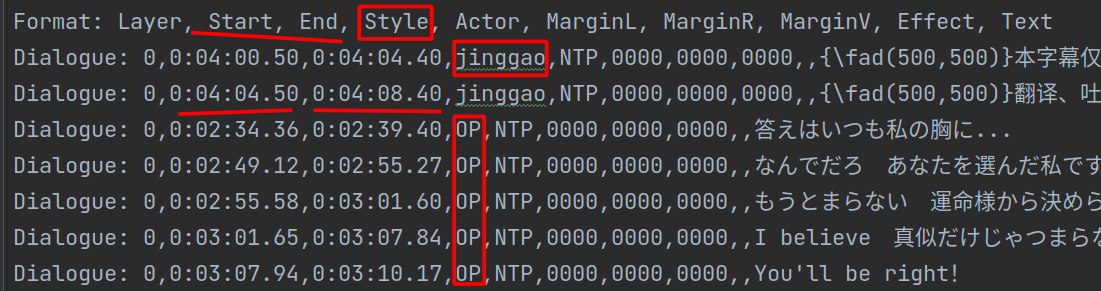 Format: Layer, Start, End, Style, Actor, MarginL, MarginR, MarginV, Effect, Text
Dialogue: 0,0:04:00.50,0:04:04.40,jinggao,NTP,0000,0000,0000,,{\fad(500,500)}本字幕仅
Dialogue: 0,0:04:04.50,0:04:08.40,jinggao,NTP,0000,0000,0000,,{\fad(500,500)}翻译、吐
Dialogue: 0,0:02:34.36,0:02:39.40,OP,NTP,0000,0000,0000,,答えはいつも私の胸に...
Dialogue: 0,0:02:49.12,0:02:55.27,OP,NTP,0000,0000,0000,,なんでだろ　あなたを選んだ私です
Dialogue: 0,0:02:55.58,0:03:01.60,OP,NTP,0000,0000,0000,,もうとまらない　運命様から決めら
Dialogue: 0,0:03:01.65,0:03:07.84,OP,NTP,0000,0000,0000,,I believe　真似だけじゃつまらな
Dialogue: 0,0:03:07.94,0:03:10.17,OP,NTP,0000,0000,0000,,You'll be right!